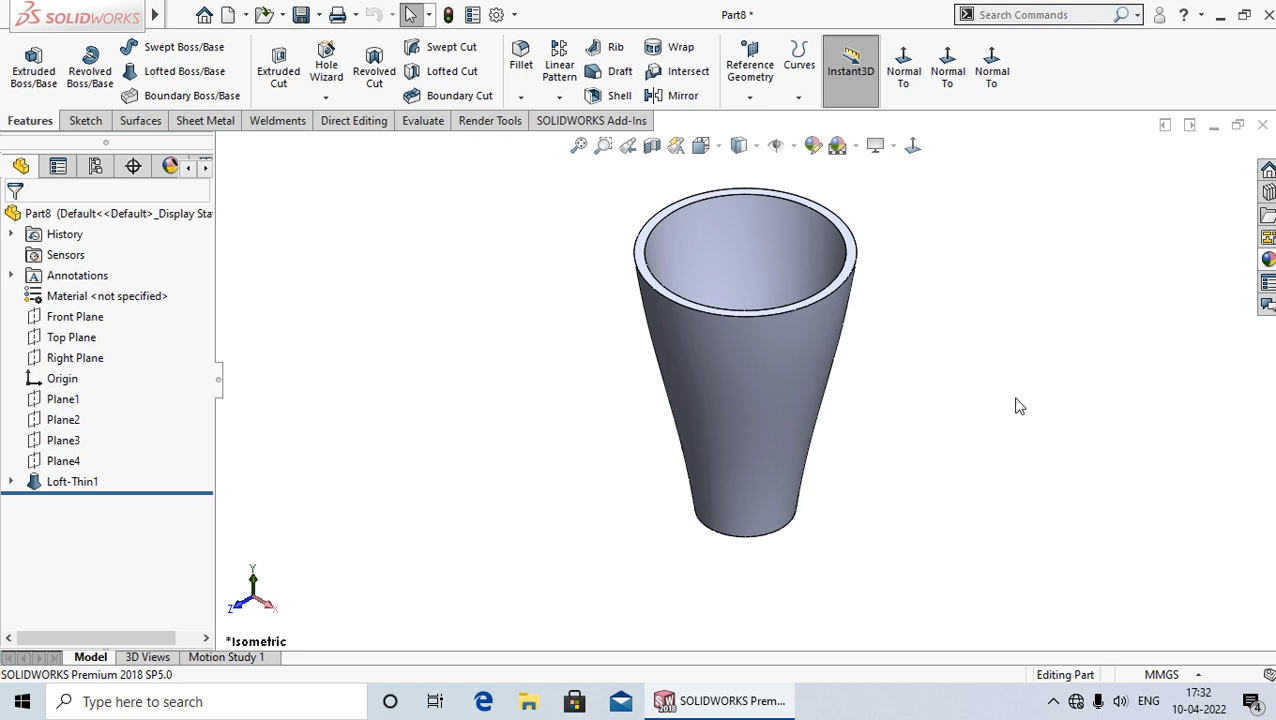 SOLIDWORKS
Part8 *
Search Commands
?
Extruded Boss/Base
Revolved Boss/Base
Swept Boss/Base
Lofted Boss/Base
Boundary Boss/Base
Extruded Cut
Hole Wizard
Revolved Cut
Swept Cut
Lofted Cut
Boundary Cut
Fillet
Linear Pattern
Rib
Draft
Shell
Wrap
Intersect
Mirror
Reference Geometry
Curves
Instant3D
Normal To
Normal To
Normal To
Features
Sketch
Surfaces
Sheet Metal
Weldments
Direct Editing
Evaluate
Render Tools
SOLIDWORKS Add-Ins
Part8 (Default<<Default>_Display Sta
History
Sensors
Annotations
Material <not specified>
Front Plane
Top Plane
Right Plane
Origin
Plane1
Plane2
Plane3
Plane4
Loft-Thin1
Y
Z
X
*Isometric
Model
3D Views
Motion Study 1
SOLIDWORKS Premium 2018 SP5.0
Editing Part
MMGS
Type here to search
SOLIDWORKS Prem...
ENG
17:32
10-04-2022
4